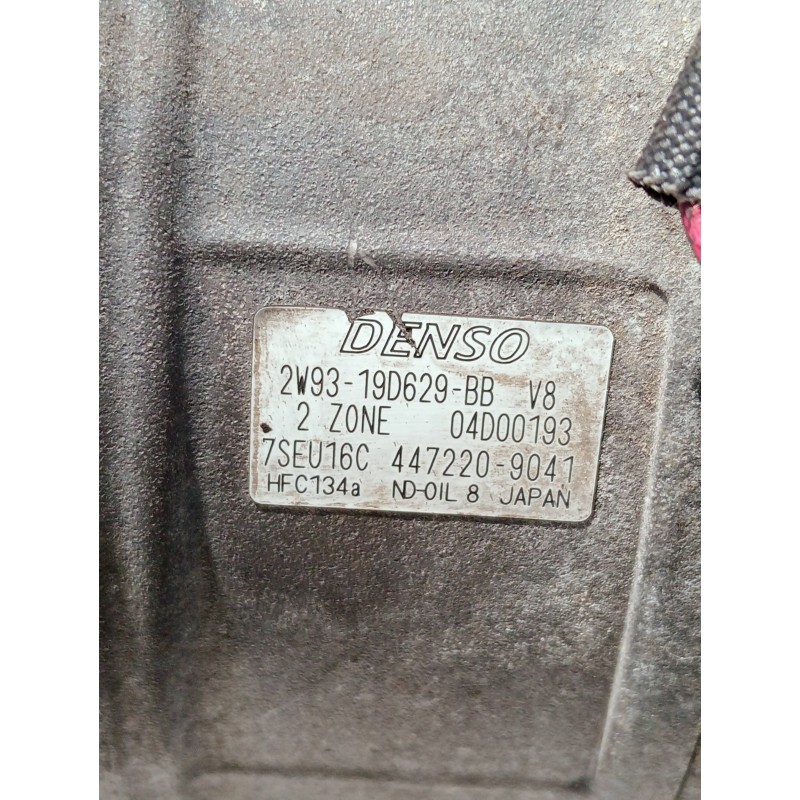 DENSO
2W93-19D629-BB V8
2 ZONE 04D00193
7SEU16C 447220-9041
HFC134a ND-OIL 8 JAPAN